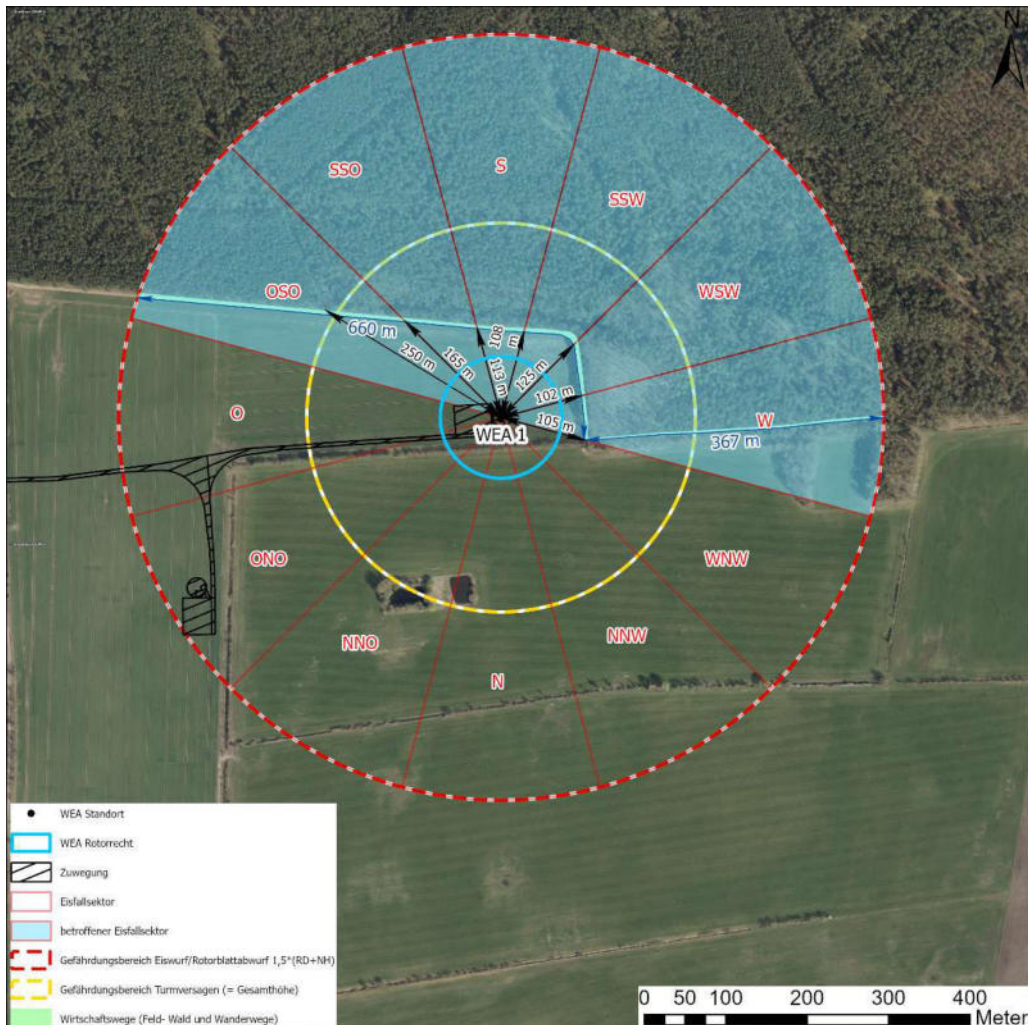 N
SSO
S
SSW
OSO
WSW
660 m
250 m
165 m
113 m
108 m
125 m
102 m
105 m
O
WEA 1
W
367 m
ONO
WNW
NNO
NNW
N
WEA Standort
WEA Rotorrecht
Zuwegung
Eisfallsektor
betroffener Eisfallsektor
Gefährdungsbereich Eiswurf/Rotorblattabwurf 1,5*(RD+NH)
Gefährdungsbereich Turmversagen (= Gesamthöhe)
Wirtschaftswege (Feld- Wald und Wanderwege)
0 50 100 200 300 400
Meter